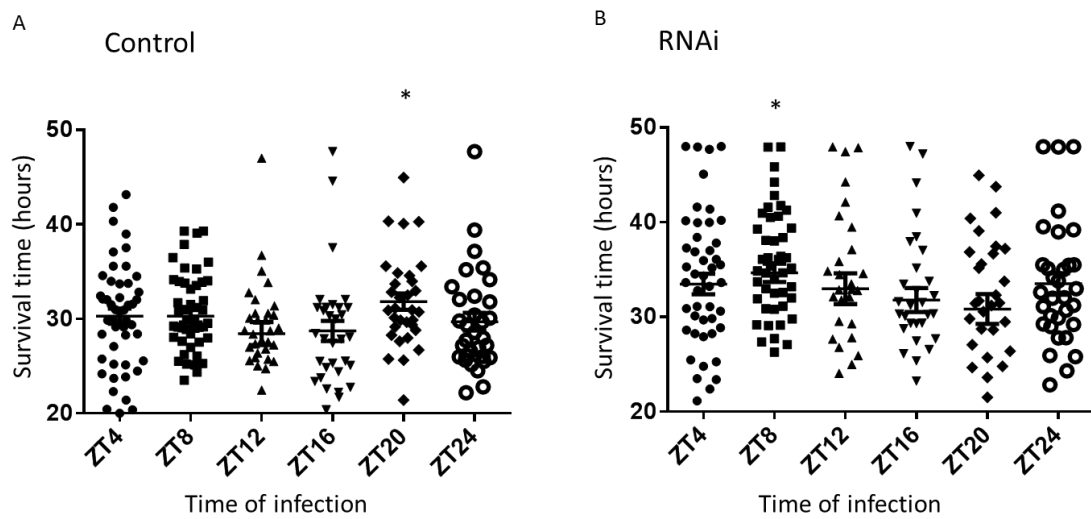 A
Control
*
Survival time (hours)
50
40
30
20
ZT4
ZT8
ZT12
ZT16
ZT20
ZT24
Time of infection
B
RNAi
*
Survival time (hours)
50
40
30
20
ZT4
ZT8
ZT12
ZT16
ZT20
ZT24
Time of infection